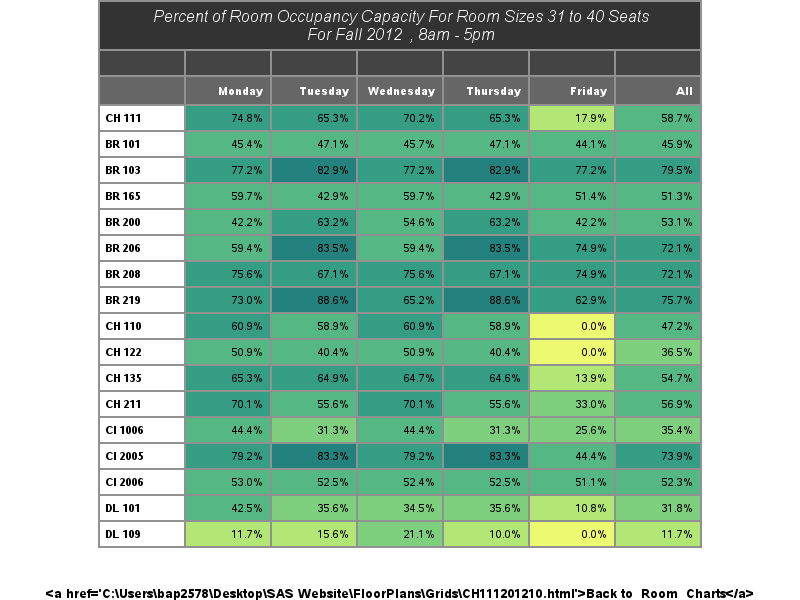 Percent of Room Occupancy Capacity For Room Sizes 31 to 40 Seats
For Fall 2012 , 8am - 5pm
Monday Tuesday Wednesday Thursday Friday All
CH 111 74.8% 65.3% 70.2% 65.3% 17.9% 58.7%
BR 101 45.4% 47.1% 45.7% 47.1% 44.1% 45.9%
BR 103 77.2% 82.9% 77.2% 82.9% 77.2% 79.5%
BR 165 59.7% 42.9% 59.7% 42.9% 51.4% 51.3%
BR 200 42.2% 63.2% 54.6% 63.2% 42.2% 53.1%
BR 206 59.4% 83.5% 59.4% 83.5% 74.9% 72.1%
BR 208 75.6% 67.1% 75.6% 67.1% 74.9% 72.1%
BR 219 73.0% 88.6% 65.2% 88.6% 62.9% 75.7%
CH 110 60.9% 58.9% 60.9% 58.9% 0.0% 47.2%
CH 122 50.9% 40.4% 50.9% 40.4% 0.0% 36.5%
CH 135 65.3% 64.9% 64.7% 64.6% 13.9% 54.7%
CH 211 70.1% 55.6% 70.1% 55.6% 33.0% 56.9%
CI 1006 44.4% 31.3% 44.4% 31.3% 25.6% 35.4%
CI 2005 79.2% 83.3% 79.2% 83.3% 44.4% 73.9%
CI 2006 53.0% 52.5% 52.4% 52.5% 51.1% 52.3%
DL 101 42.5% 35.6% 34.5% 35.6% 10.8% 31.8%
DL 109 11.7% 15.6% 21.1% 10.0% 0.0% 11.7%
<a href='C:\Users\bap2578\Desktop\SAS Website\FloorPlans\Grids\CH111201210.html'>Back to Room Charts</a>